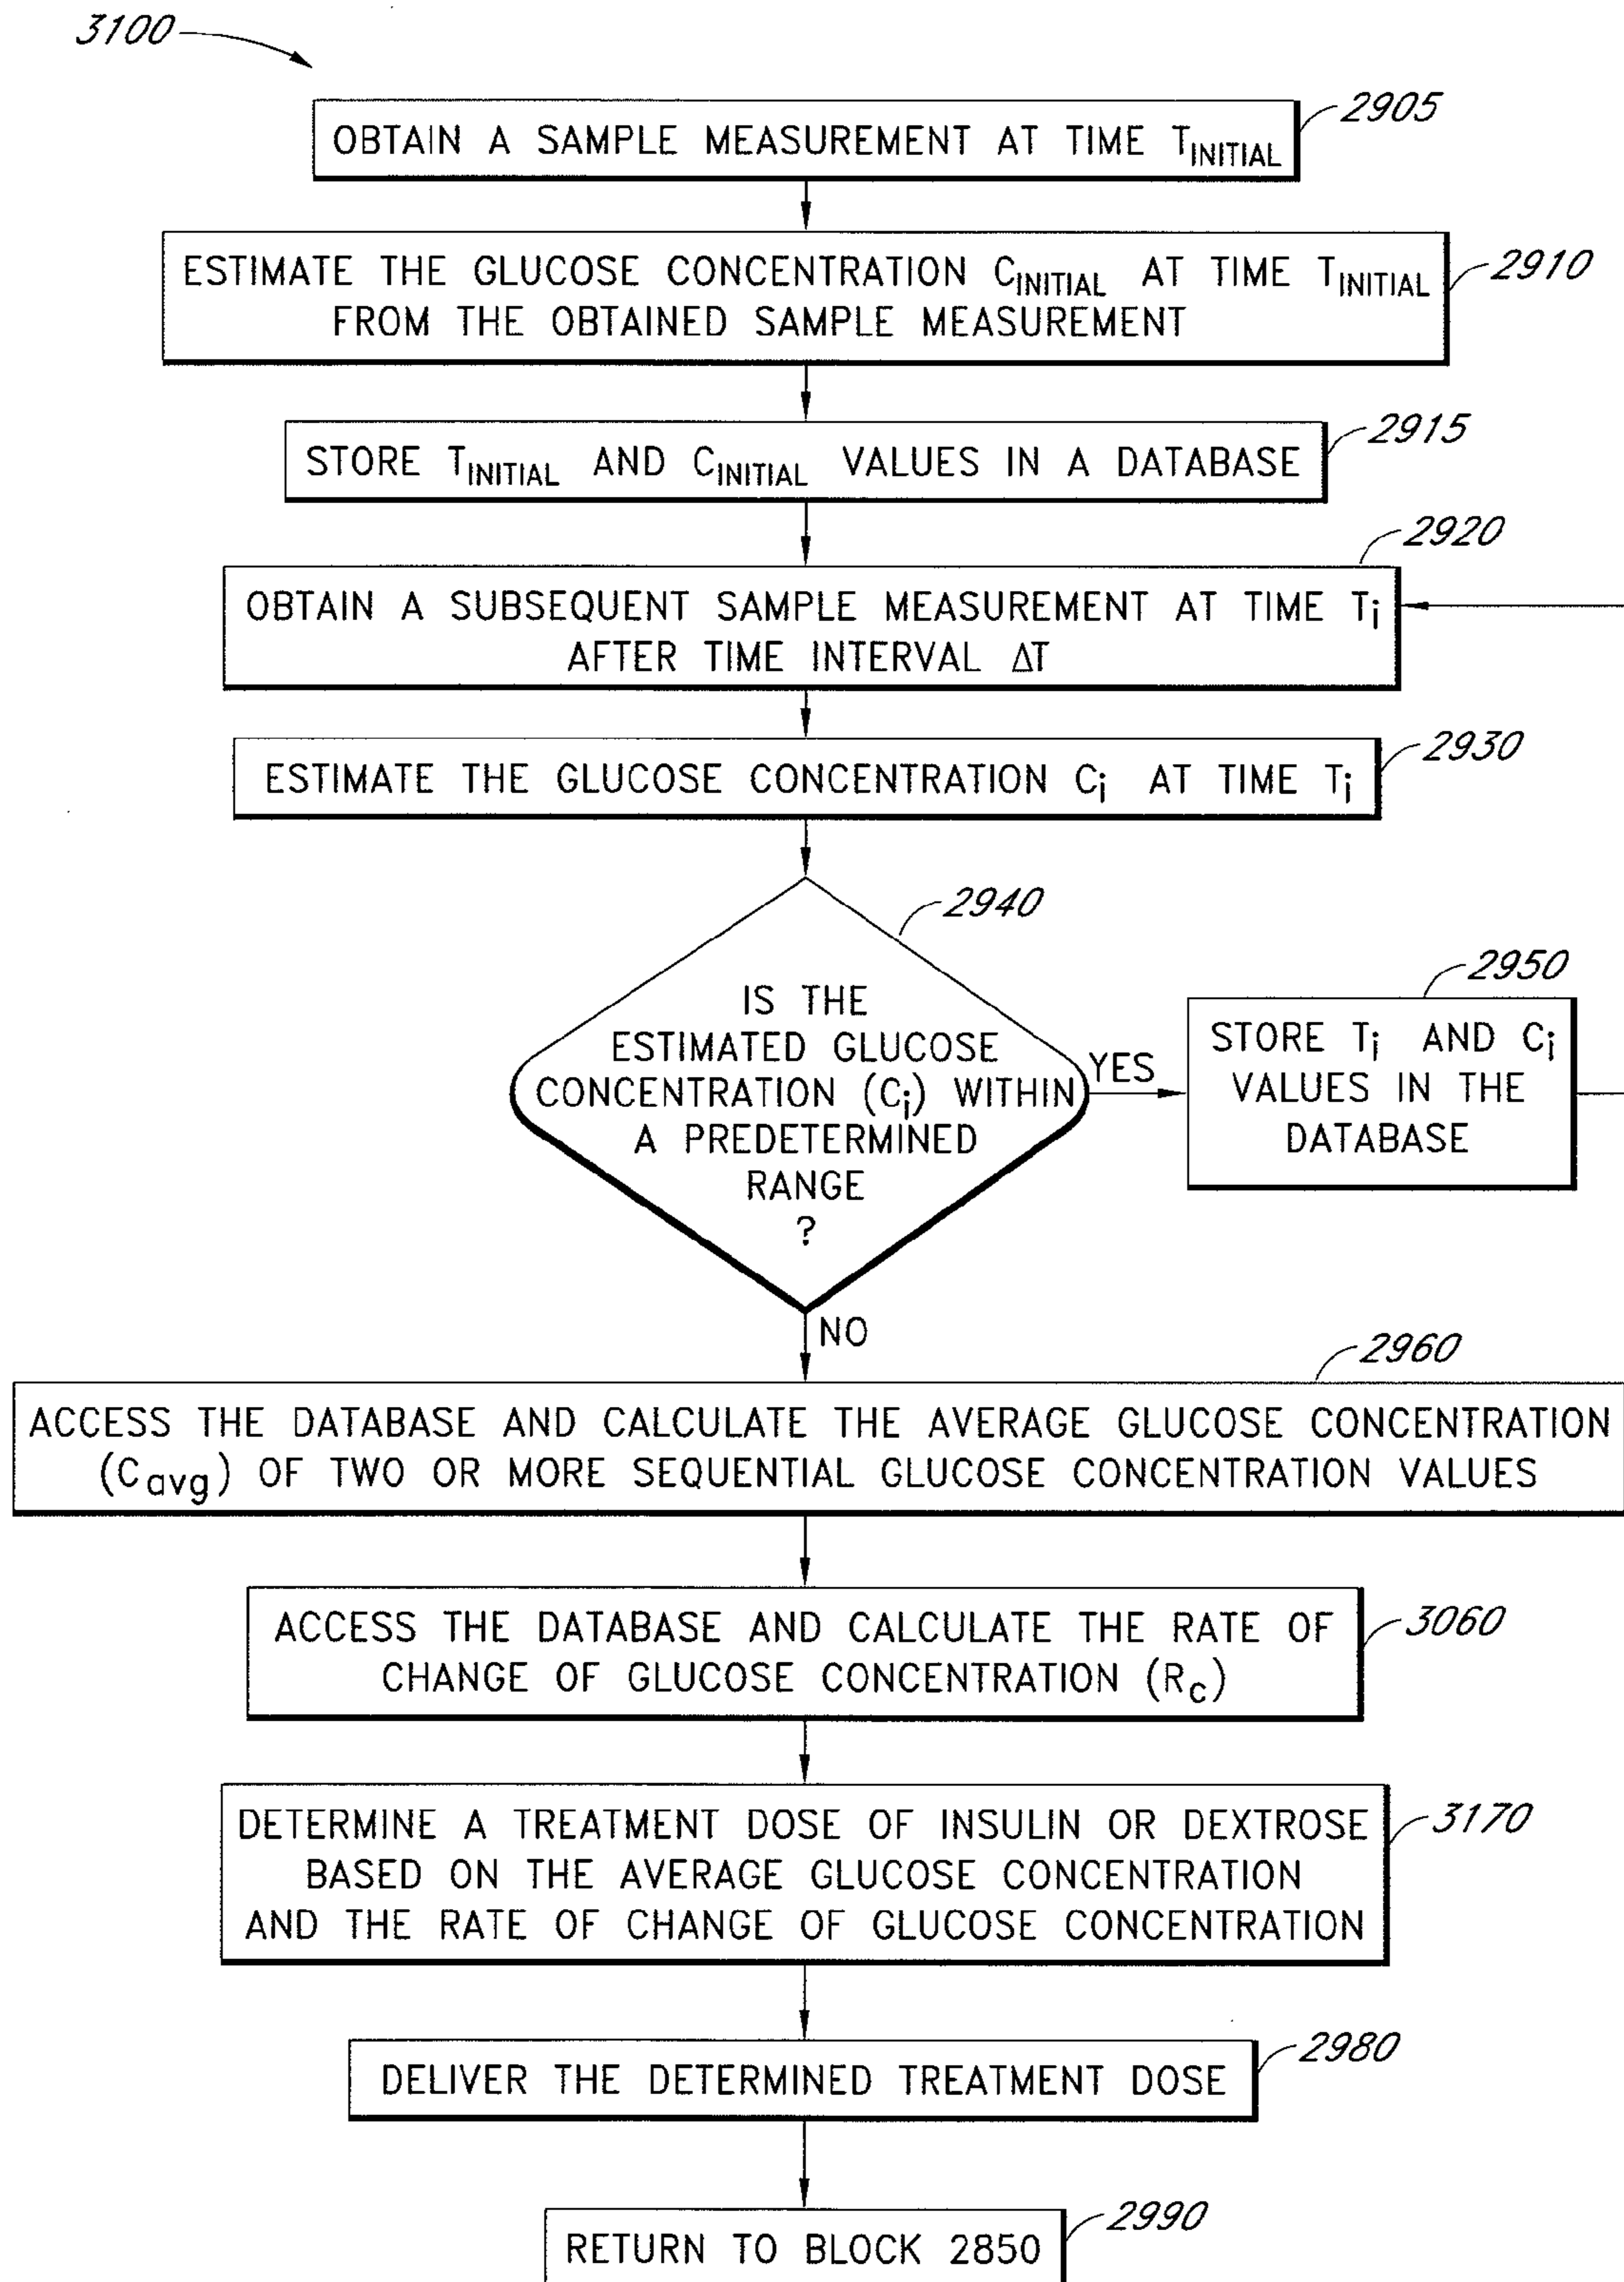 3100
2905
OBTAIN A SAMPLE MEASUREMENT AT TIME TINITIAL
2910
ESTIMATE THE GLUCOSE CONCENTRATION CINITIAL AT TIME TINITIAL
FROM THE OBTAINED SAMPLE MEASUREMENT
2915
STORE TINITIAL AND CINITIAL VALUES IN A DATABASE
2920
OBTAIN A SUBSEQUENT SAMPLE MEASUREMENT AT TIME Ti
AFTER TIME INTERVAL ΔT
2930
ESTIMATE THE GLUCOSE CONCENTRATION Ci AT TIME Ti
2940
IS THE
ESTIMATED GLUCOSE
CONCENTRATION (Ci) WITHIN
A PREDETERMINED
RANGE
?
YES
2950
STORE Ti AND Ci
VALUES IN THE
DATABASE
NO
2960
ACCESS THE DATABASE AND CALCULATE THE AVERAGE GLUCOSE CONCENTRATION
(Cavg) OF TWO OR MORE SEQUENTIAL GLUCOSE CONCENTRATION VALUES
3060
ACCESS THE DATABASE AND CALCULATE THE RATE OF
CHANGE OF GLUCOSE CONCENTRATION (Rc)
3170
DETERMINE A TREATMENT DOSE OF INSULIN OR DEXTROSE
BASED ON THE AVERAGE GLUCOSE CONCENTRATION
AND THE RATE OF CHANGE OF GLUCOSE CONCENTRATION
2980
DELIVER THE DETERMINED TREATMENT DOSE
2990
RETURN TO BLOCK 2850